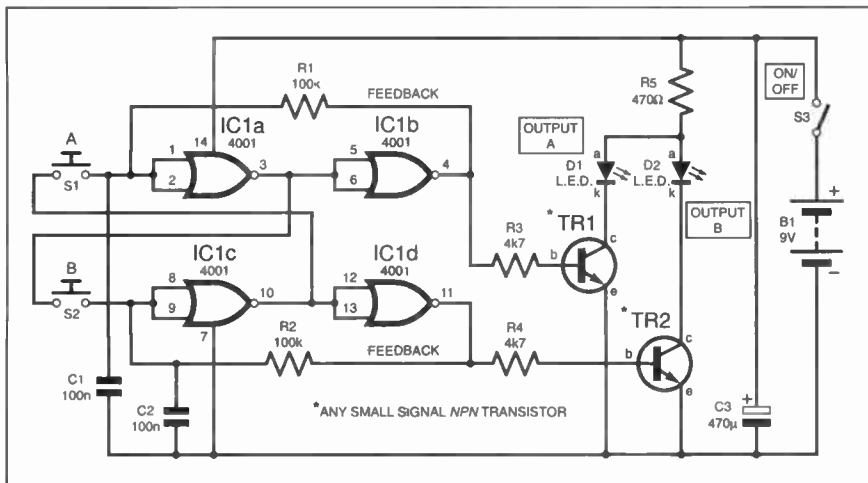 R1
100k
FEEDBACK
R5
470Ω
ON/
OFF
S3
IC1a
4001
IC1b
4001
OUTPUT
A
A
S1
1
2
14
3
5
6
4
D1
L.E.D.
a
k
D2
L.E.D.
a
k
OUTPUT
B
+
B1
9V
−
R3
4k7
*TR1
b
c
e
IC1c
4001
IC1d
4001
B
S2
8
9
7
10
12
13
11
R2
100k
FEEDBACK
R4
4k7
*TR2
b
c
e
C1
100n
C2
100n
*ANY SMALL SIGNAL NPN TRANSISTOR
+
C3
470µ